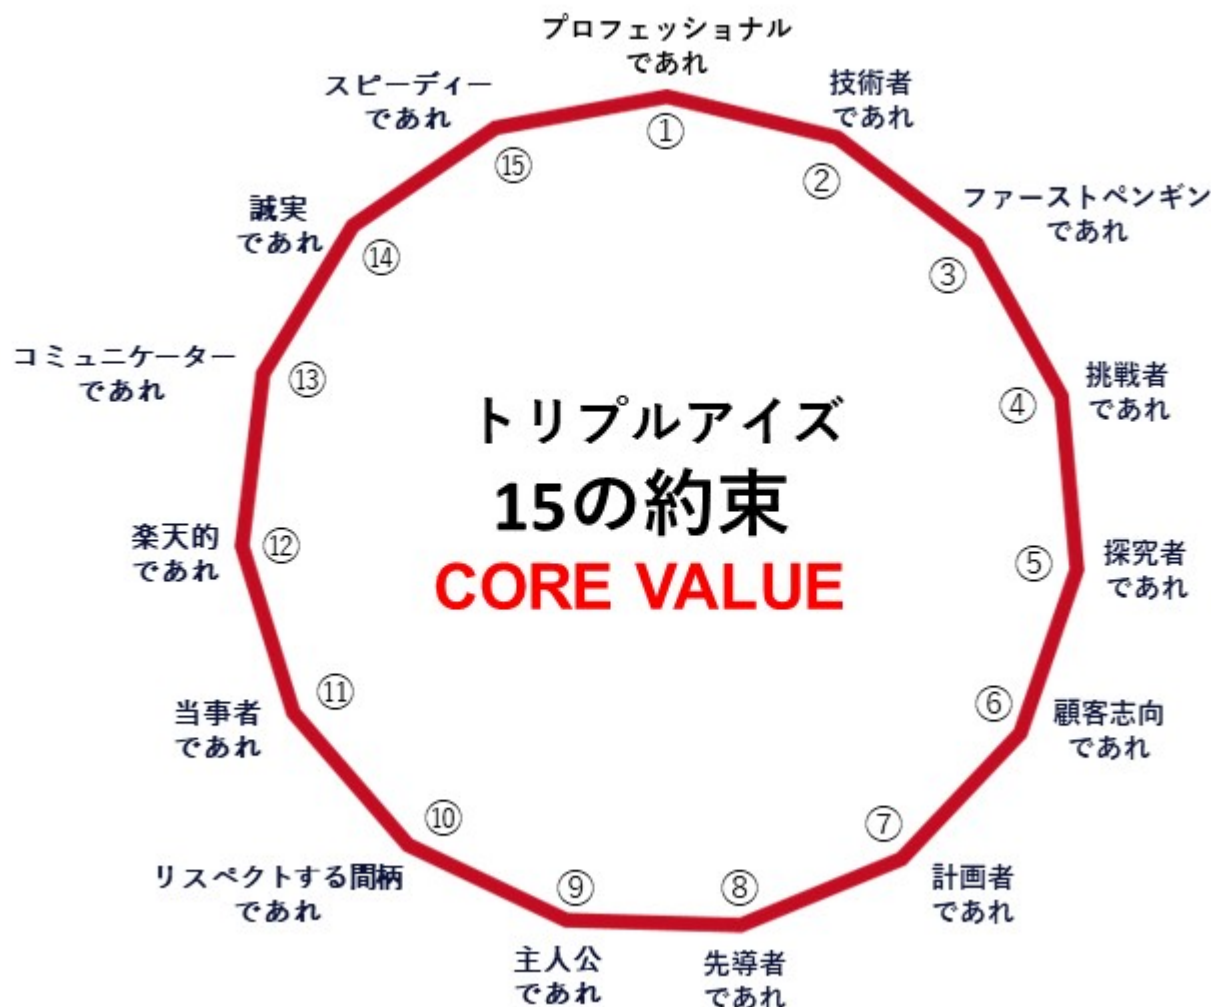 プロフェッショナル
であれ
①
技術者
であれ
②
ファーストペンギン
であれ
③
挑戦者
であれ
④
探究者
であれ
⑤
顧客志向
であれ
⑥
計画者
であれ
⑦
先導者
であれ
⑧
主人公
であれ
⑨
リスペクトする間柄
であれ
⑩
当事者
であれ
⑪
楽天的
であれ
⑫
コミュニケーター
であれ
⑬
誠実
であれ
⑭
スピーディー
であれ
⑮
トリプルアイズ
15の約束
CORE VALUE